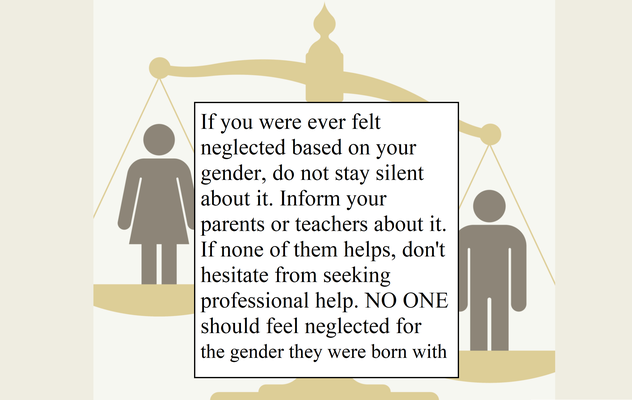 If you were ever felt
neglected based on your
gender, do not stay silent
about it. Inform your
parents or teachers about it.
If none of them helps, don't
hesitate from seeking
professional help. NO ONE
should feel neglected for
the gender they were born with